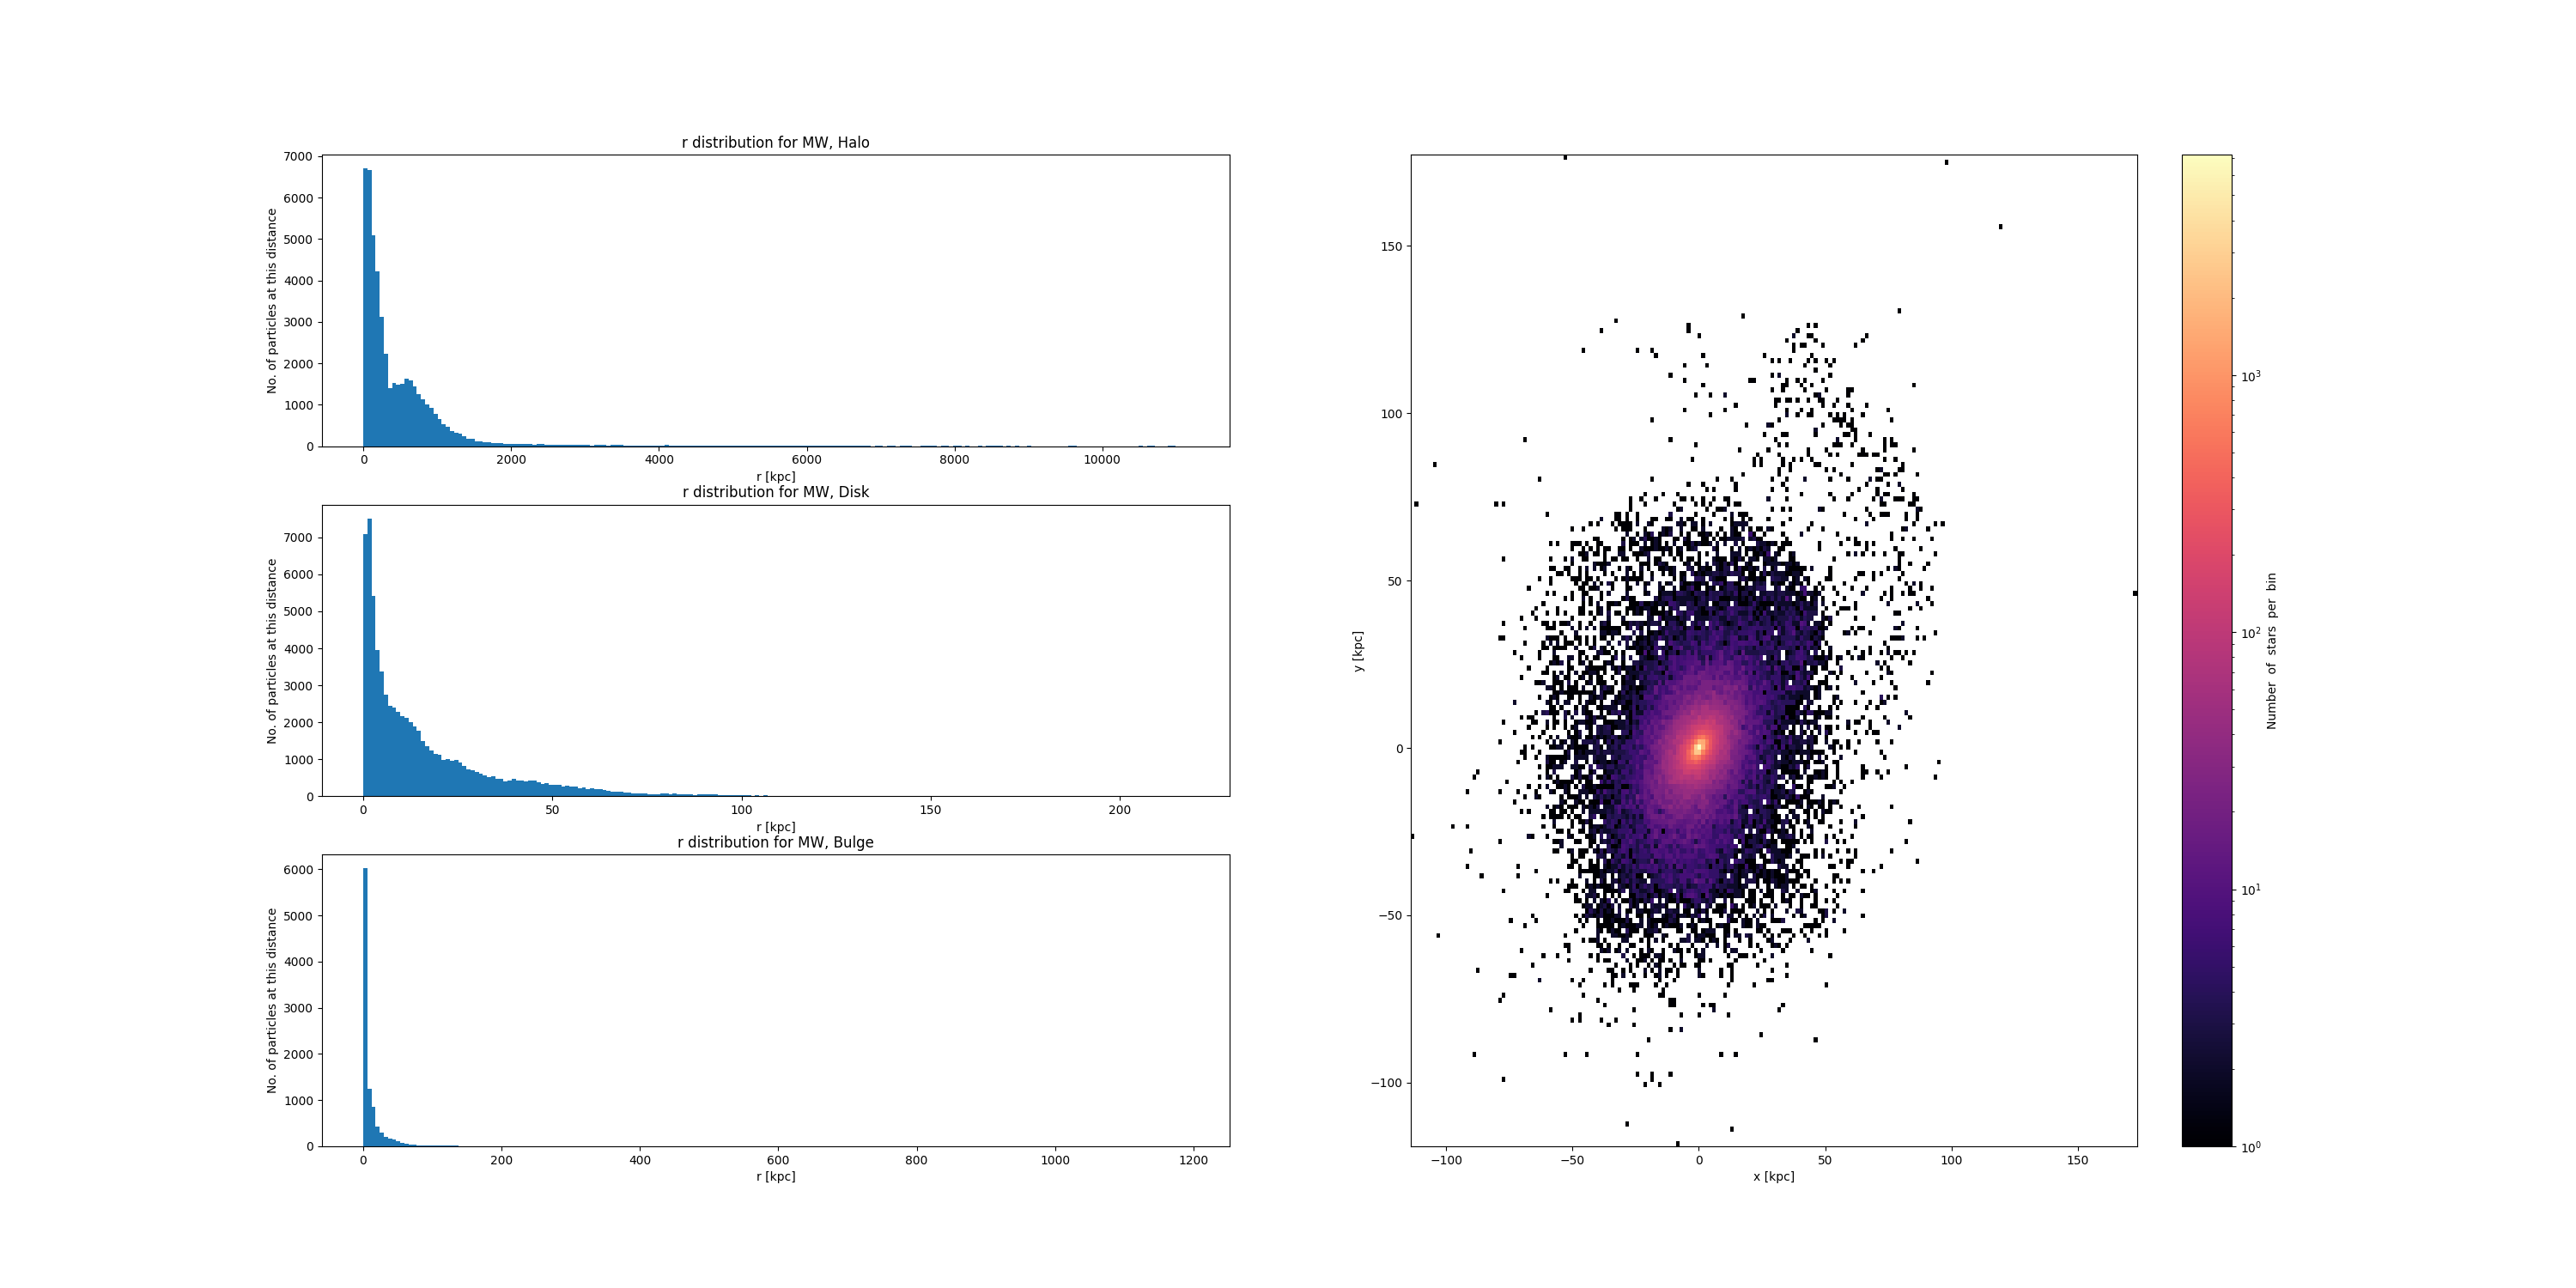 r distribution for MW, Halo
No. of particles at this distance
7000
6000
5000
4000
3000
2000
1000
0
0 2000 4000 6000 8000 10000
r [kpc]
r distribution for MW, Disk
No. of particles at this distance
7000
6000
5000
4000
3000
2000
1000
0
0 50 100 150 200
r [kpc]
r distribution for MW, Bulge
No. of particles at this distance
6000
5000
4000
3000
2000
1000
0
0 200 400 600 800 1000 1200
r [kpc]
y [kpc]
150
100
50
0
−50
−100
−100 −50 0 50 100 150
x [kpc]
10³
10²
10¹
10⁰
Number of stars per bin